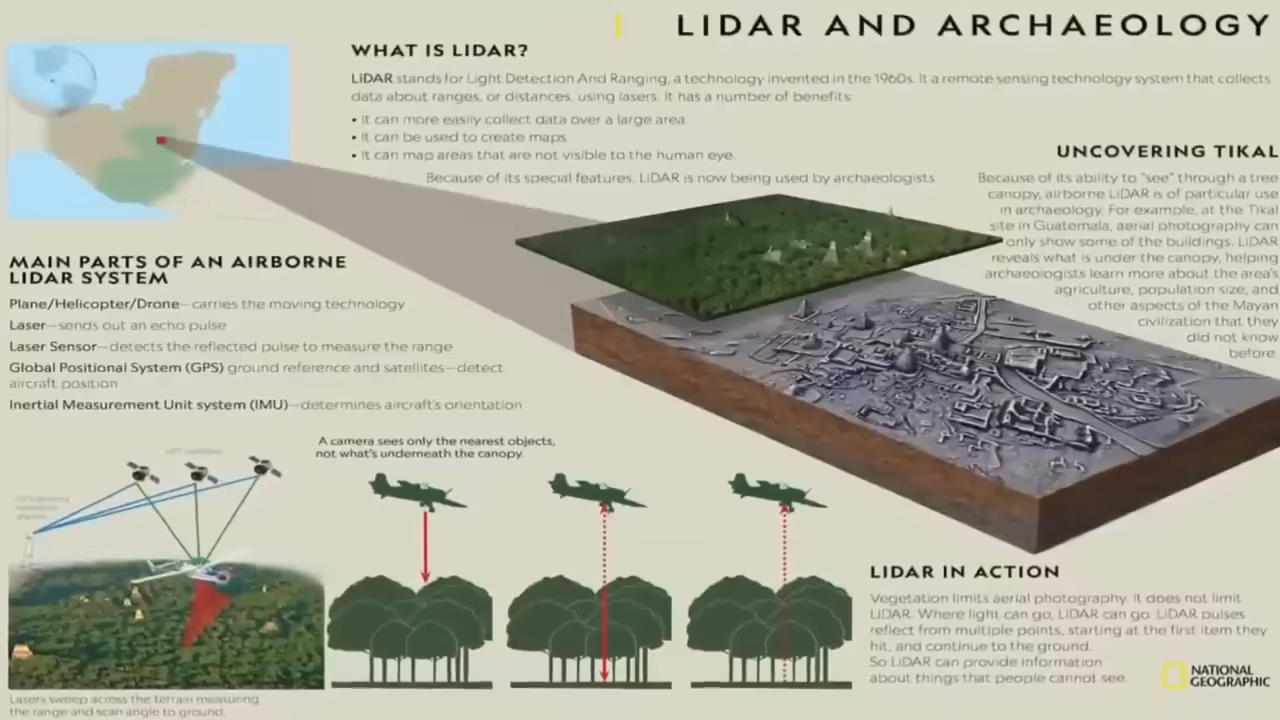 LIDAR AND ARCHAEOLOGY
WHAT IS LIDAR?
LiDAR stands for Light Detection And Ranging, a technology invented in the 1960s. It a remote sensing technology system that collects
data about ranges, or distances, using lasers. It has a number of benefits:
• It can more easily collect data over a large area.
• It can be used to create maps
• It can map areas that are not visible to the human eye.
Because of its special features, LiDAR is now being used by archaeologists
UNCOVERING TIKAL
Because of its ability to "see" through a tree
canopy, airborne LiDAR is of particular use
in archaeology. For example, at the Tikal
site in Guatemala, aerial photography can
only show some of the buildings. LiDAR
reveals what is under the canopy, helping
archaeologists learn more about the area's
agriculture, population size, and
other aspects of the Mayan
civilization that they
did not know
before.
MAIN PARTS OF AN AIRBORNE
LIDAR SYSTEM
Plane/Helicopter/Drone—carries the moving technology
Laser—sends out an echo pulse
Laser Sensor—detects the reflected pulse to measure the range
Global Positional System (GPS) ground reference and satellites—detect
aircraft position
Inertial Measurement Unit system (IMU)—determines aircraft's orientation
A camera sees only the nearest objects,
not what's underneath the canopy.
GPS satellites
Lasers sweep across the terrain measuring
the range and scan angle to ground.
LIDAR IN ACTION
Vegetation limits aerial photography. It does not limit
LiDAR. Where light can go, LiDAR can go. LiDAR pulses
reflect from multiple points, starting at the first item they
hit, and continue to the ground.
So LiDAR can provide information
about things that people cannot see.
NATIONAL
GEOGRAPHIC